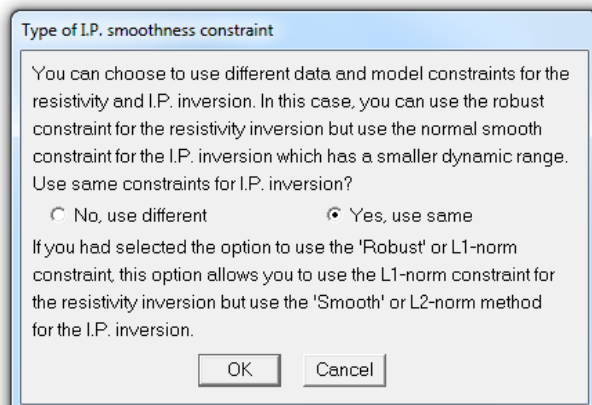 Type of I.P. smoothness constraint
You can choose to use different data and model constraints for the
resistivity and I.P. inversion. In this case, you can use the robust
constraint for the resistivity inversion but use the normal smooth
constraint for the I.P. inversion which has a smaller dynamic range.
Use same constraints for I.P. inversion?
No, use different Yes, use same
If you had selected the option to use the 'Robust' or L1-norm
constraint, this option allows you to use the L1-norm constraint for
the resistivity inversion but use the 'Smooth' or L2-norm method
for the I.P. inversion.
OK Cancel